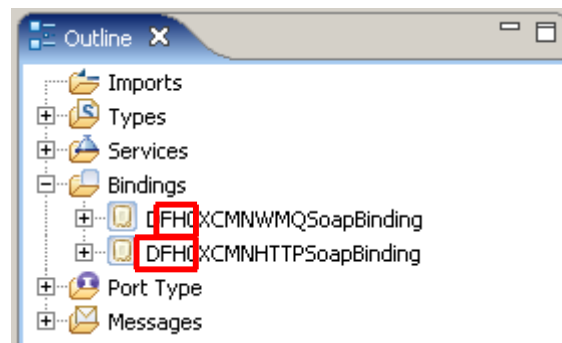 Outline
Imports
Types
Services
Bindings
DFH0XCMNWMQSoapBinding
DFH0XCMNHTTPSoapBinding
Port Type
Messages